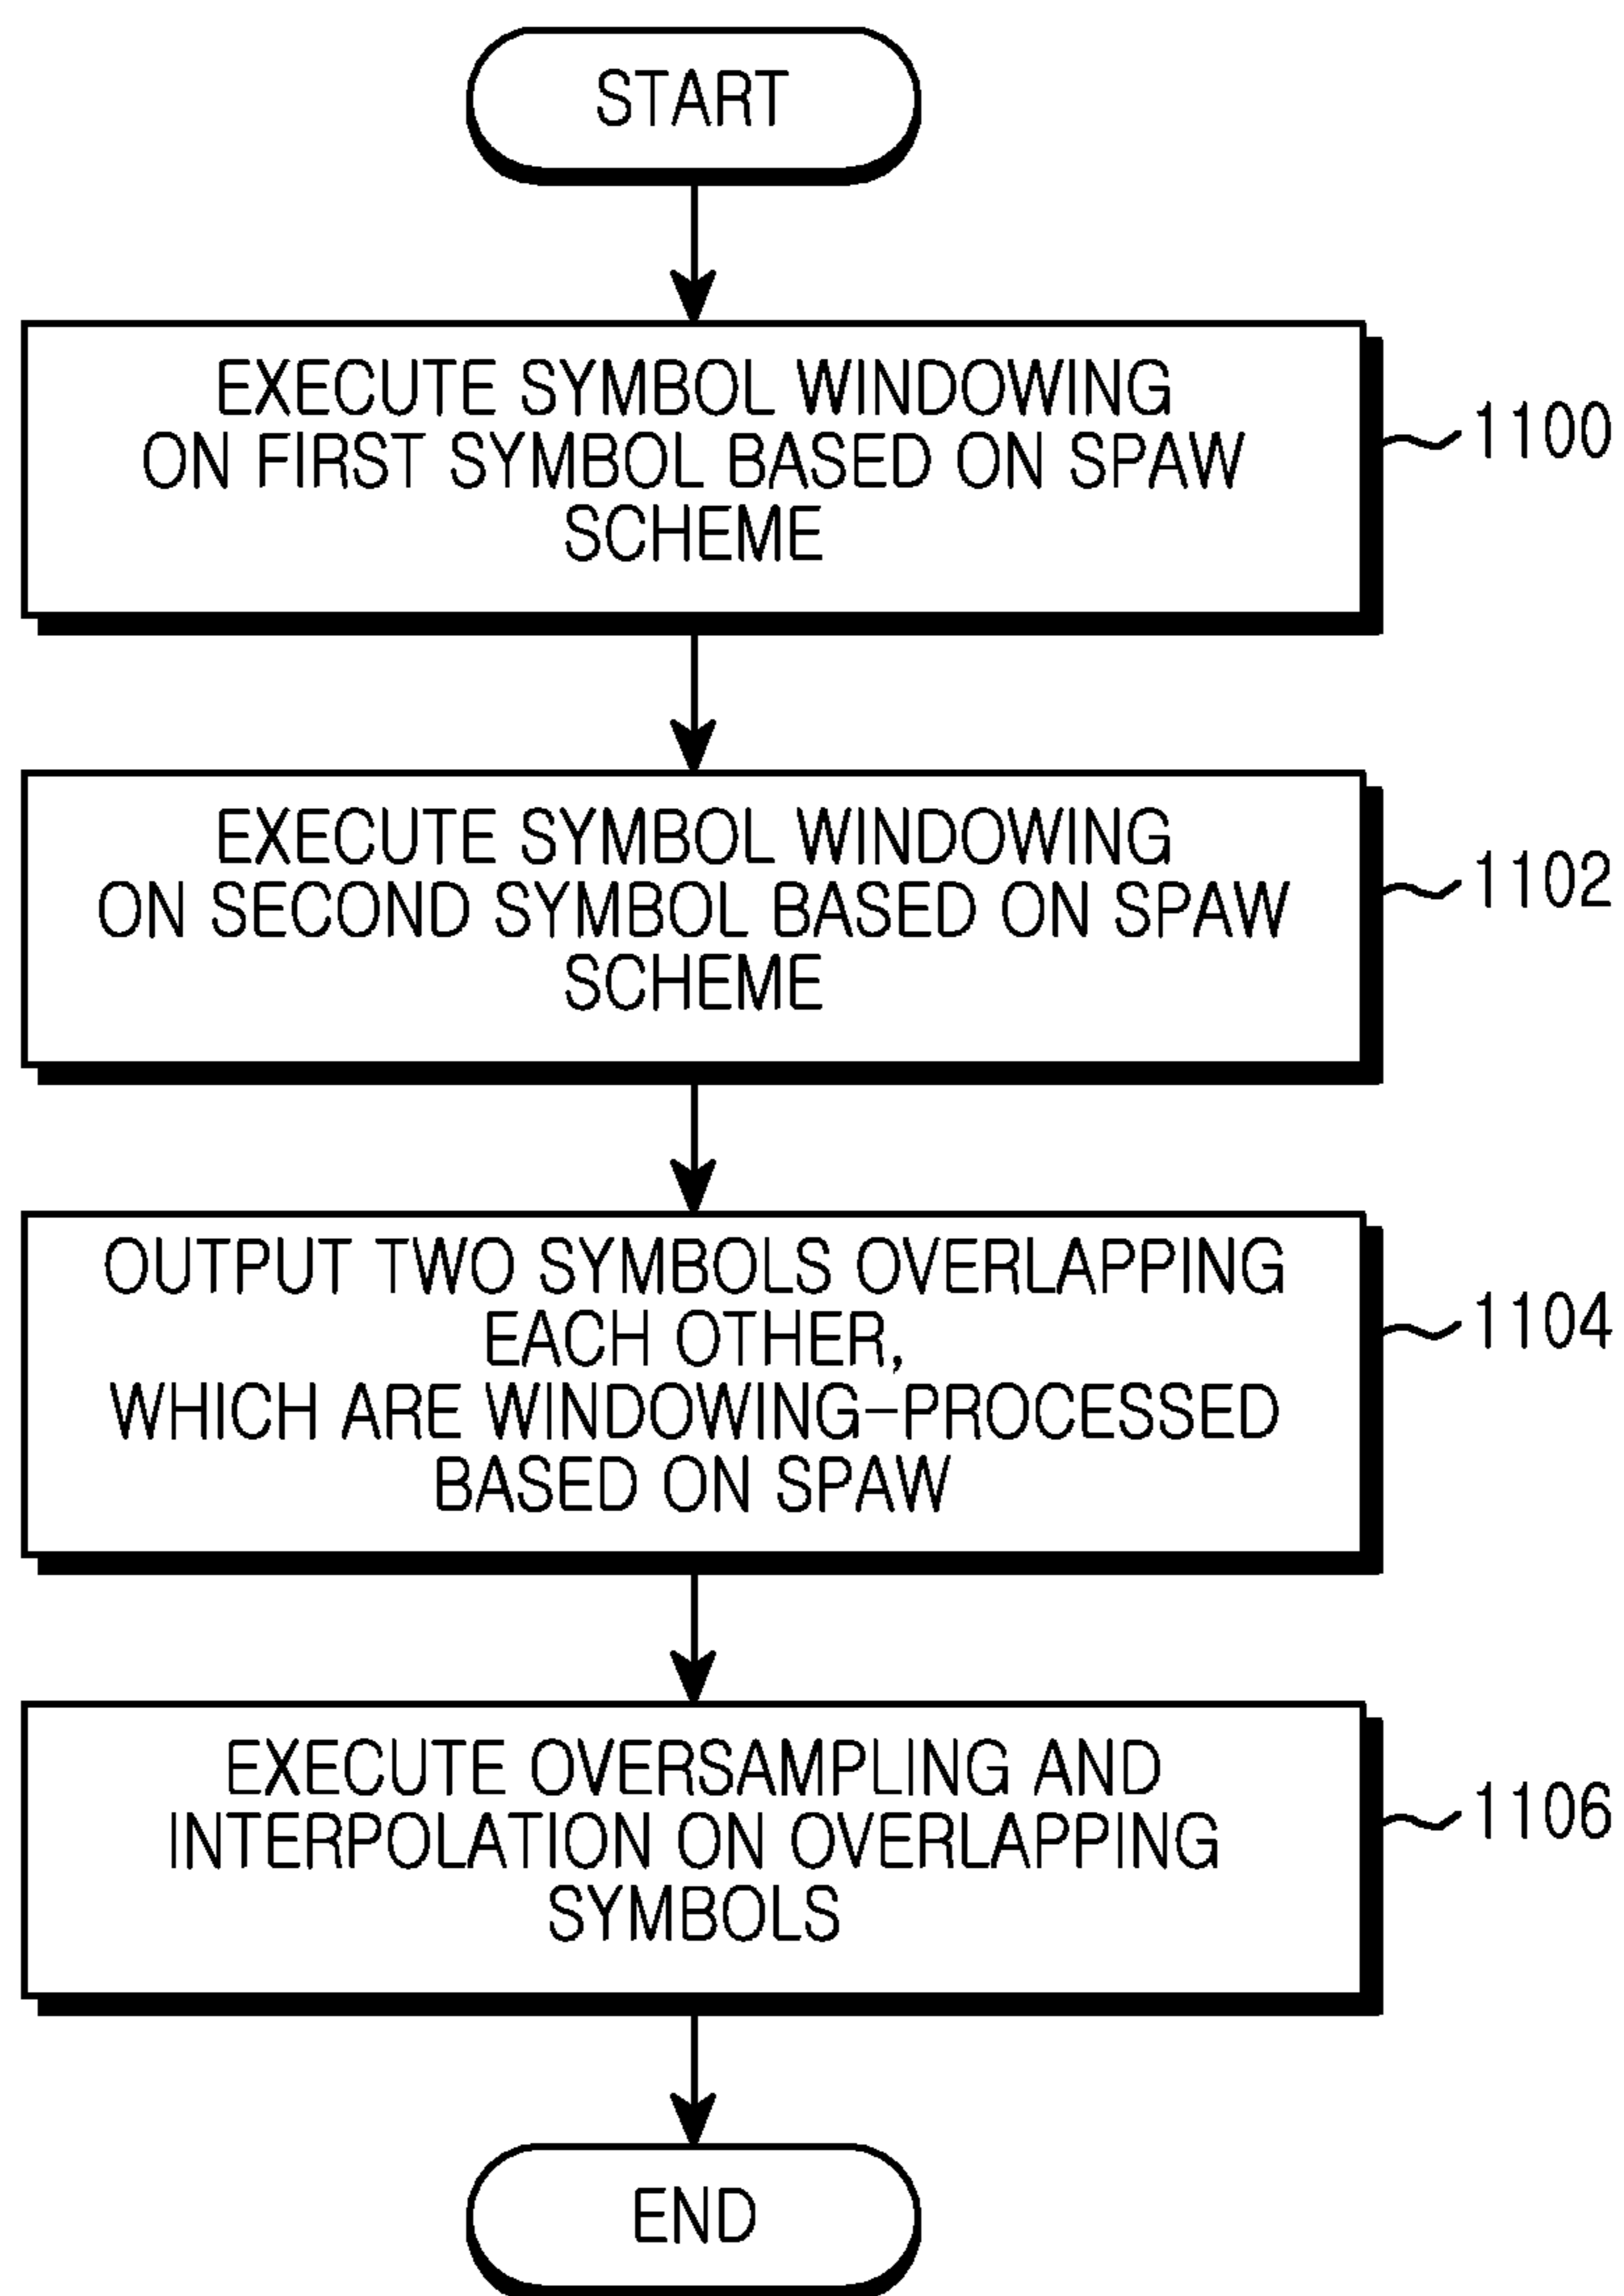 START
EXECUTE SYMBOL WINDOWING
ON FIRST SYMBOL BASED ON SPAW
SCHEME
1100
EXECUTE SYMBOL WINDOWING
ON SECOND SYMBOL BASED ON SPAW
SCHEME
1102
OUTPUT TWO SYMBOLS OVERLAPPING
EACH OTHER,
WHICH ARE WINDOWING-PROCESSED
BASED ON SPAW
1104
EXECUTE OVERSAMPLING AND
INTERPOLATION ON OVERLAPPING
SYMBOLS
1106
END